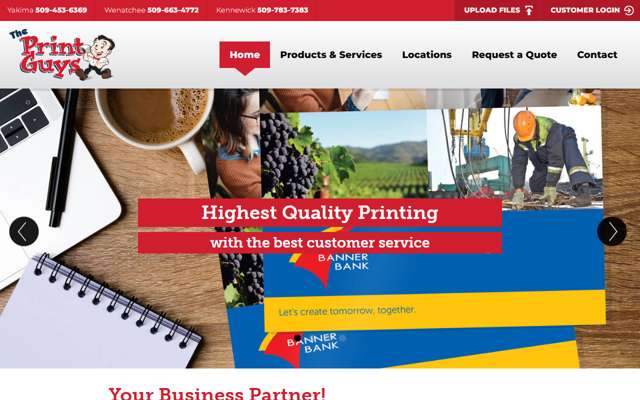 Yakima 509-453-6369 Wenatchee 509-663-4772 Kennewick 509-783-7383 UPLOAD FILES CUSTOMER LOGIN
The
Print
Guys
Home Products & Services Locations Request a Quote Contact
Highest Quality Printing
with the best customer service
BANNER
BANK
Let's create tomorrow, together.
BANNER
BANK
Your Business Partner!